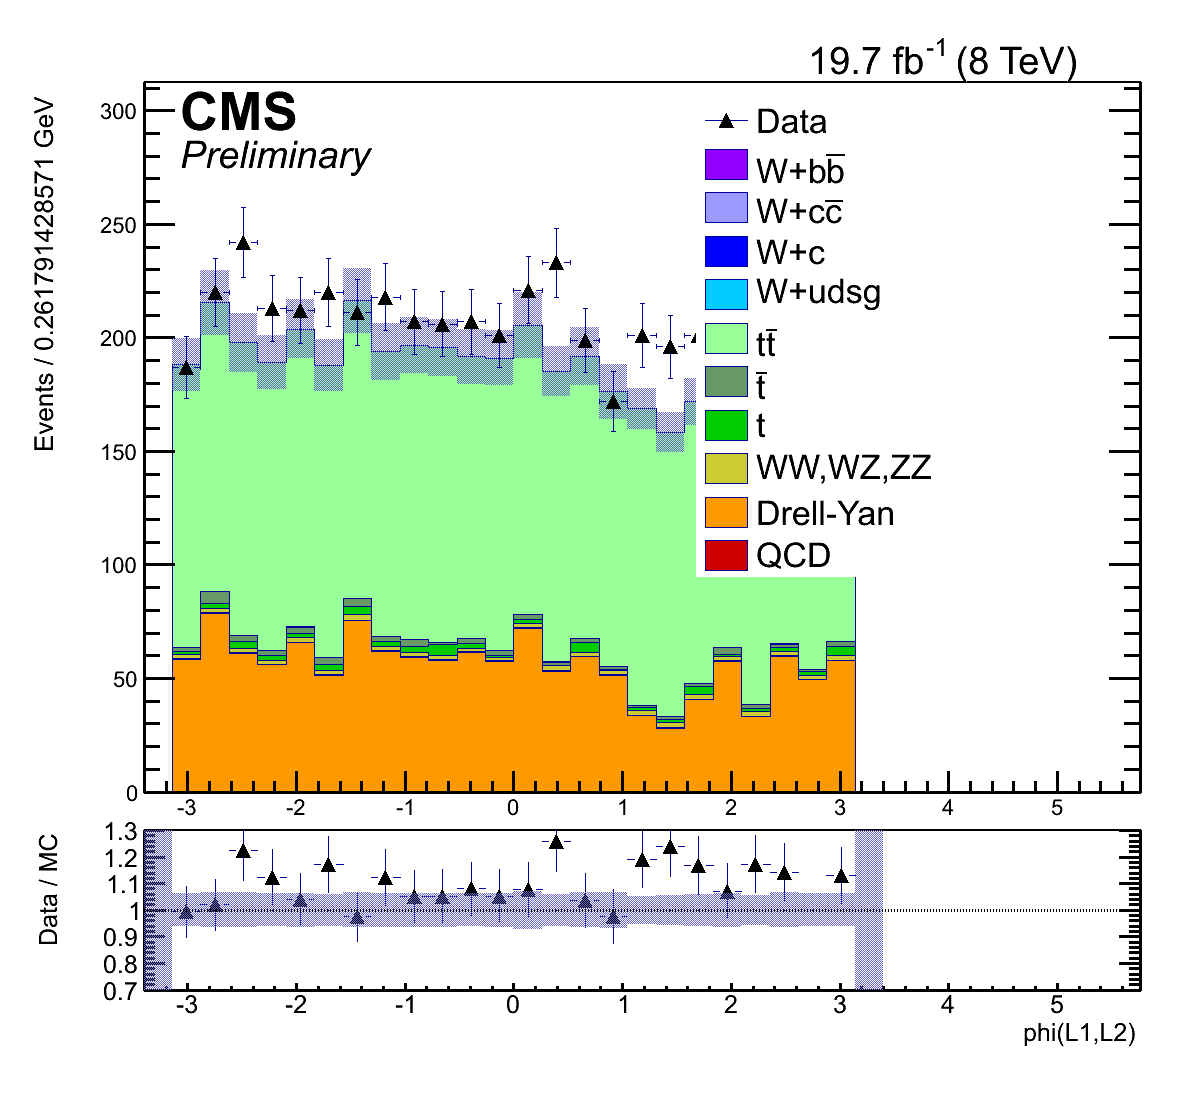 19.7 fb⁻¹ (8 TeV)
CMS
Preliminary
Events / 0.261791428571 GeV
300
250
200
150
100
50
0
Data
W+bb̅
W+cc̅
W+c
W+udsg
tt̅
t̅
t
WW,WZ,ZZ
Drell-Yan
QCD
-3 -2 -1 0 1 2 3 4 5
Data / MC
1.3
1.2
1.1
1
0.9
0.8
0.7
-3 -2 -1 0 1 2 3 4 5
phi(L1,L2)